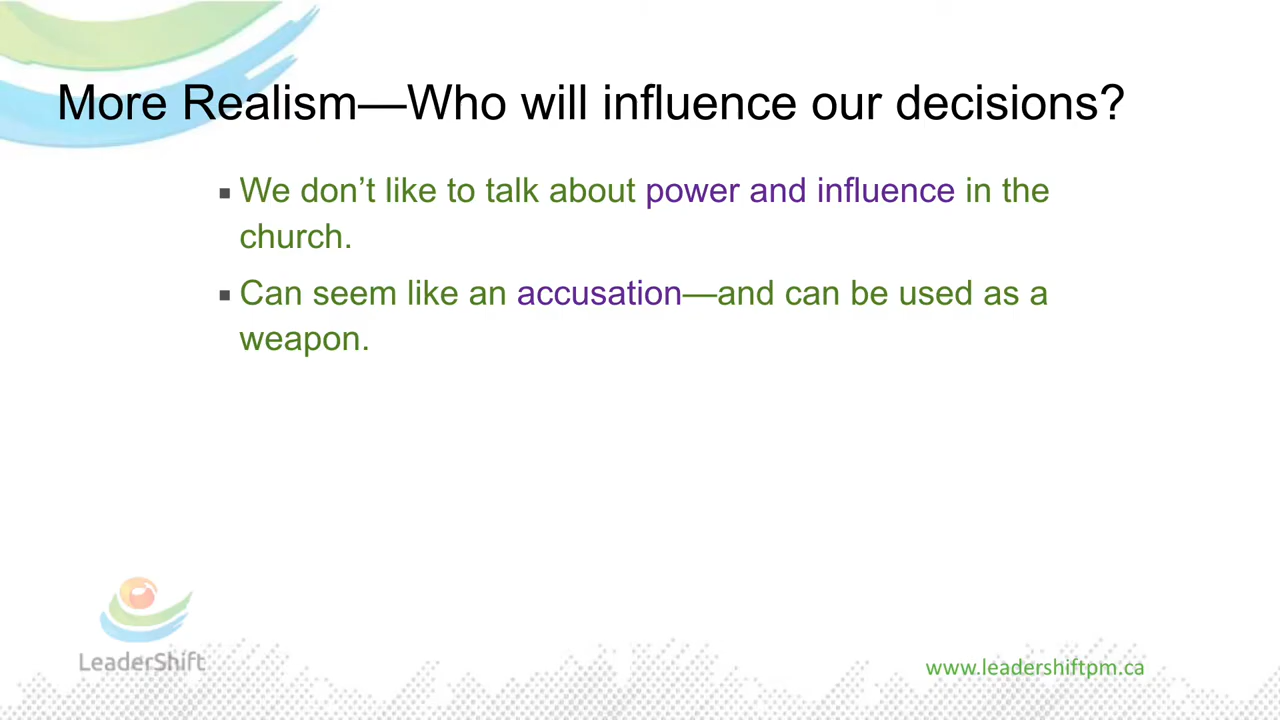 More Realism—Who will influence our decisions?
▪ We don’t like to talk about power and influence in the
church.
▪ Can seem like an accusation—and can be used as a
weapon.
LeaderShift
www.leadershiftpm.ca